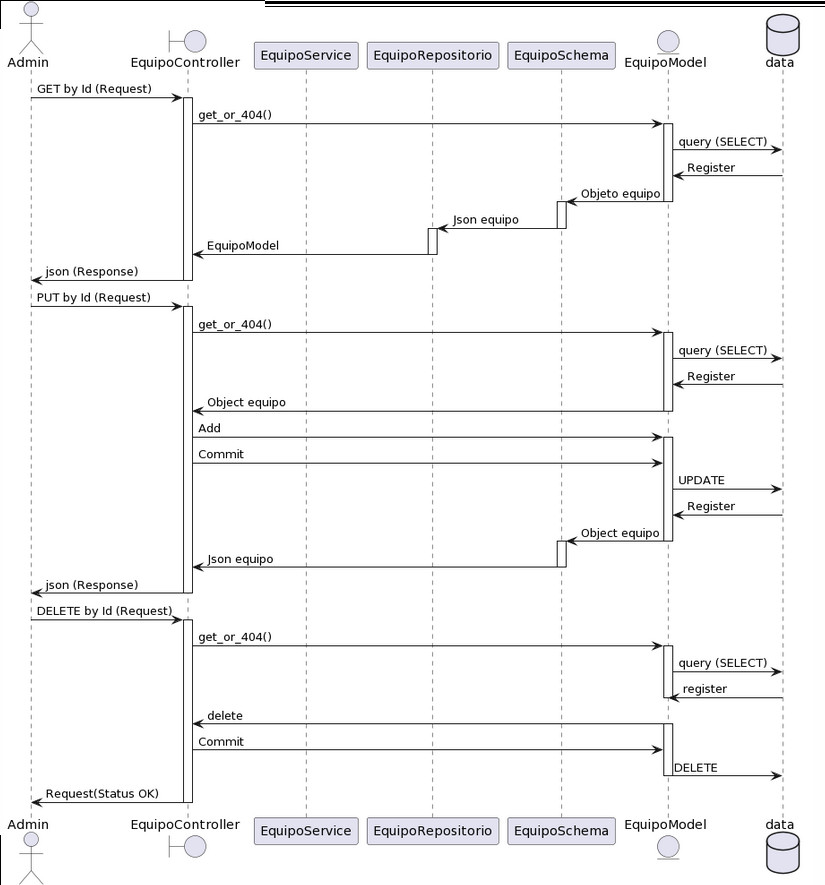 Admin EquipoController EquipoService EquipoRepositorio EquipoSchema EquipoModel data
GET by Id (Request)
get_or_404()
query (SELECT)
Register
Objeto equipo
Json equipo
EquipoModel
json (Response)
PUT by Id (Request)
get_or_404()
query (SELECT)
Register
Object equipo
Add
Commit
UPDATE
Register
Object equipo
Json equipo
json (Response)
DELETE by Id (Request)
get_or_404()
query (SELECT)
register
delete
Commit
DELETE
Request(Status OK)
Admin EquipoController EquipoService EquipoRepositorio EquipoSchema EquipoModel data